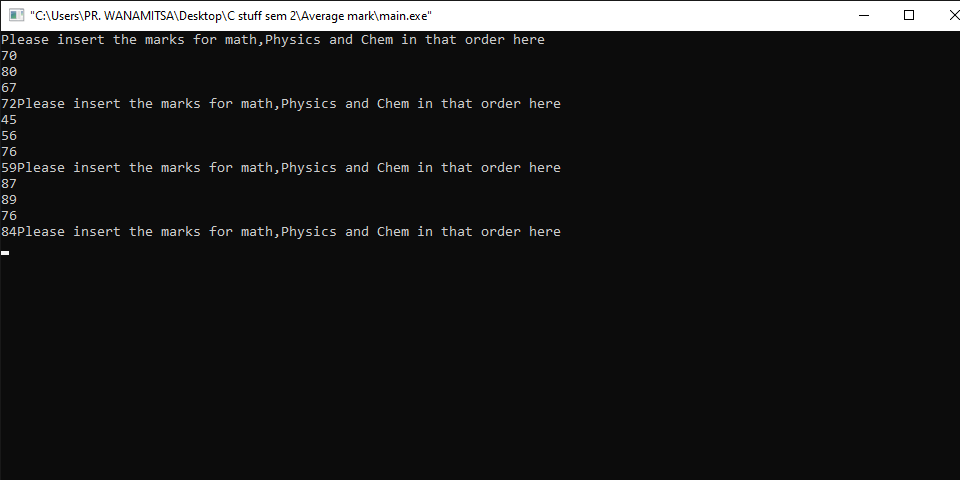 "C:\Users\PR. WANAMITSA\Desktop\C stuff sem 2\Average mark\main.exe"
Please insert the marks for math,Physics and Chem in that order here
70
80
67
72Please insert the marks for math,Physics and Chem in that order here
45
56
76
59Please insert the marks for math,Physics and Chem in that order here
87
89
76
84Please insert the marks for math,Physics and Chem in that order here